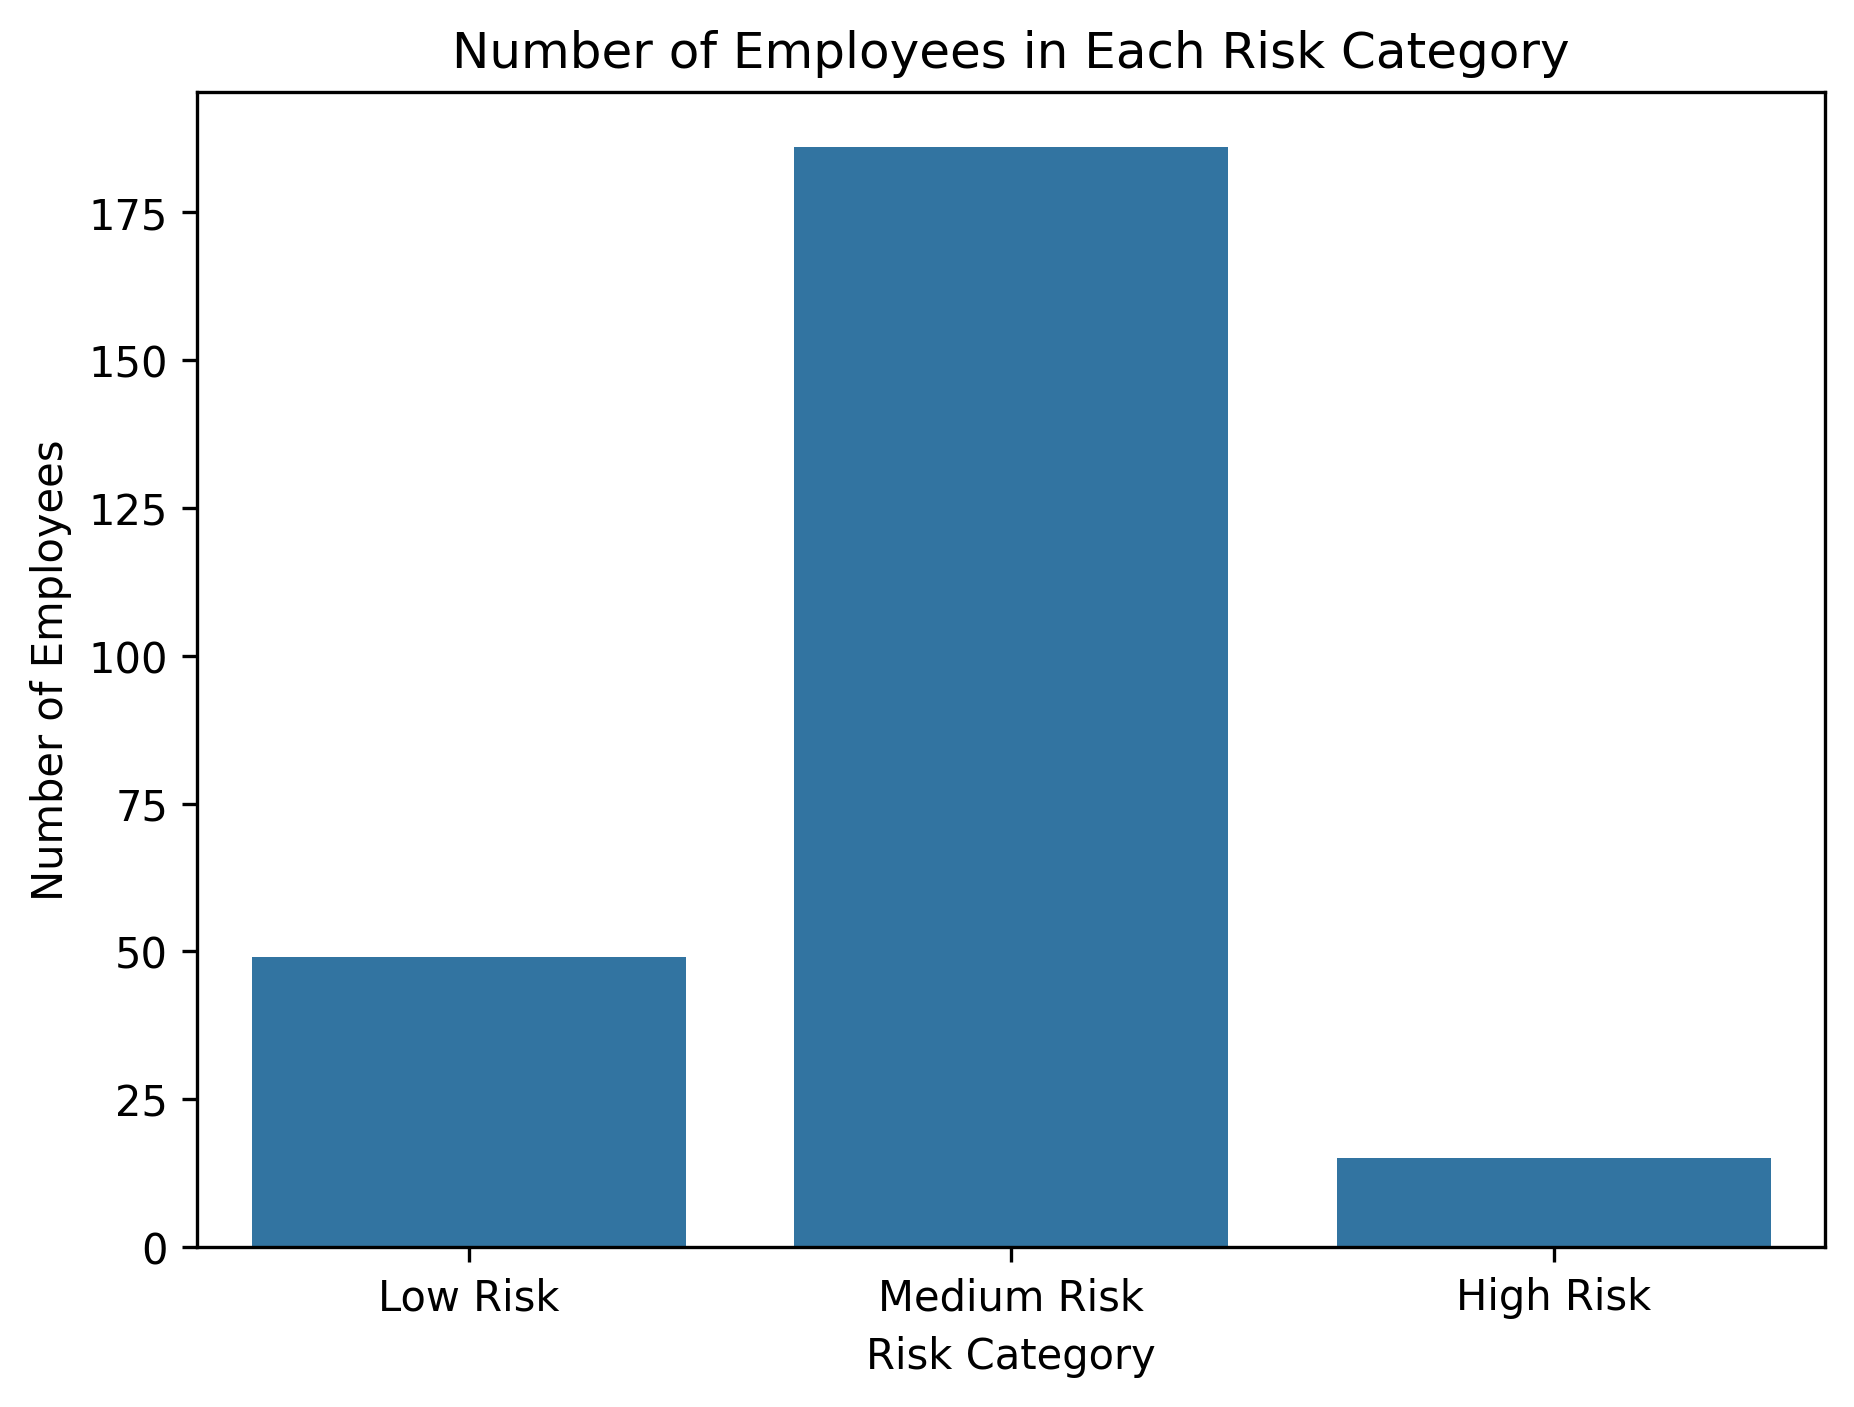 Number of Employees in Each Risk Category
Number of Employees
175
150
125
100
75
50
25
0
Low Risk
Medium Risk
High Risk
Risk Category